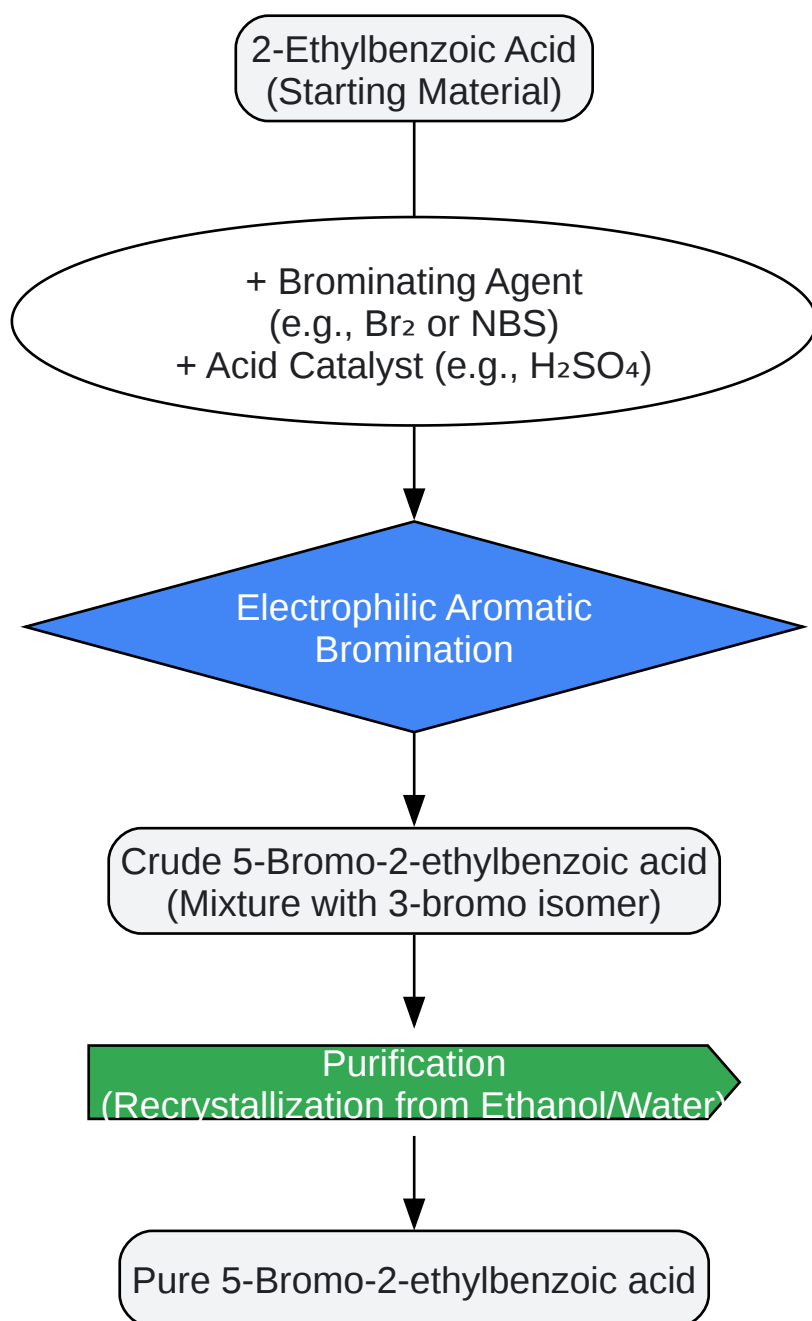 2-Ethylbenzoic Acid
(Starting Material)
+ Brominating Agent
(e.g., Br₂ or NBS)
+ Acid Catalyst (e.g., H₂SO₄)
Electrophilic Aromatic
Bromination
Crude 5-Bromo-2-ethylbenzoic acid
(Mixture with 3-bromo isomer)
Purification
(Recrystallization from Ethanol/Water)
Pure 5-Bromo-2-ethylbenzoic acid